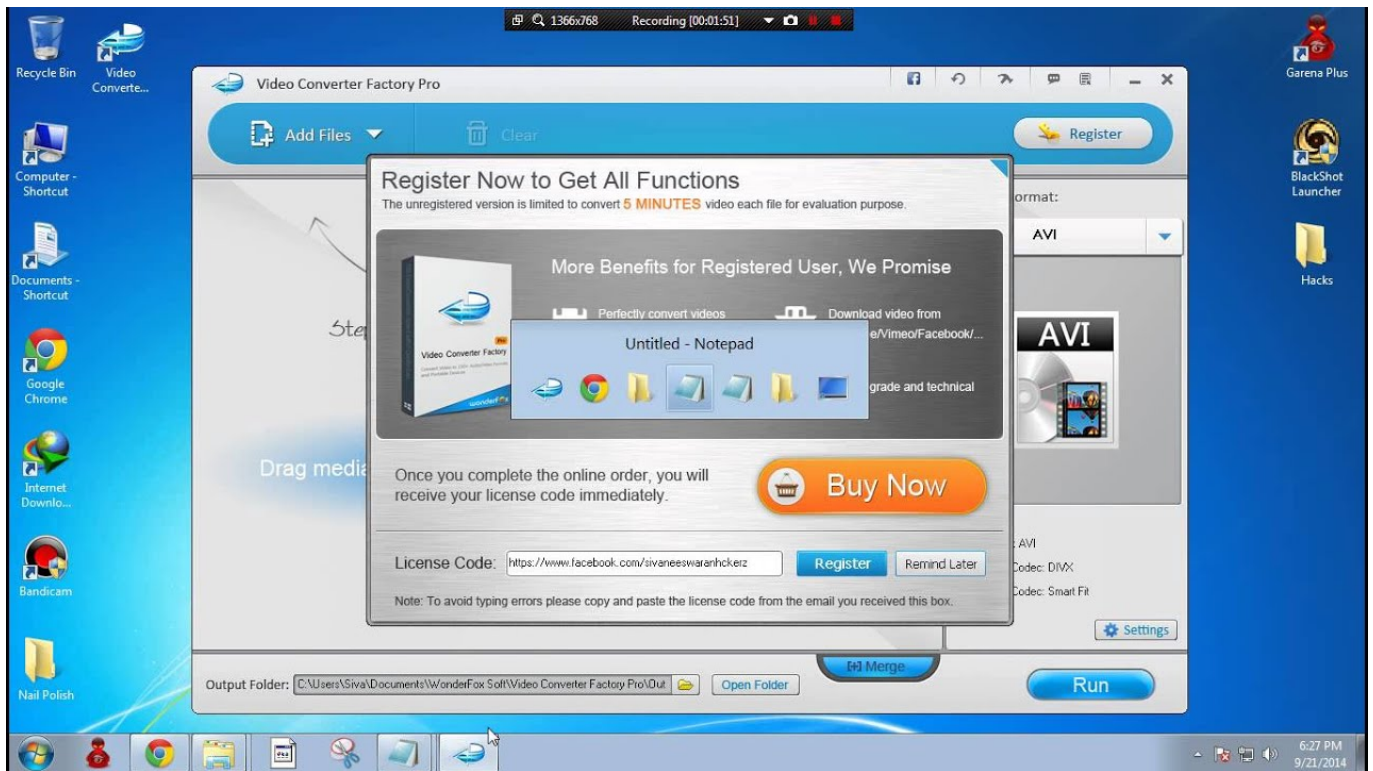 1366x768 Recording [00:01:51]
Recycle Bin
Video
Converte...
Video Converter Factory Pro
Garena Plus
Add Files
Clear
Register
Computer -
Shortcut
BlackShot
Launcher
Register Now to Get All Functions
The unregistered version is limited to convert 5 MINUTES video each file for evaluation purpose.
ormat:
AVI
More Benefits for Registered User, We Promise
Documents -
Shortcut
Hacks
Perfectly convert videos
Download video from
e/Vimeo/Facebook/...
Ste
Untitled - Notepad
AVI
Pro
Video Converter Factory
grade and technical
Google
Chrome
wonderfox
Drag media
Once you complete the online order, you will
receive your license code immediately.
Buy Now
Internet
Downlo...
: AVI
License Code: https://www.facebook.com/sivaneeswaranhckerz
Register
Remind Later
Codec: DIVX
Codec: Smart Fit
Bandicam
Note: To avoid typing errors please copy and paste the license code from the email you received this box.
Settings
[+] Merge
Output Folder: C:\Users\Siva\Documents\WonderFox Soft\Video Converter Factory Pro\Out
Open Folder
Run
Nail Polish
6:27 PM
9/21/2014